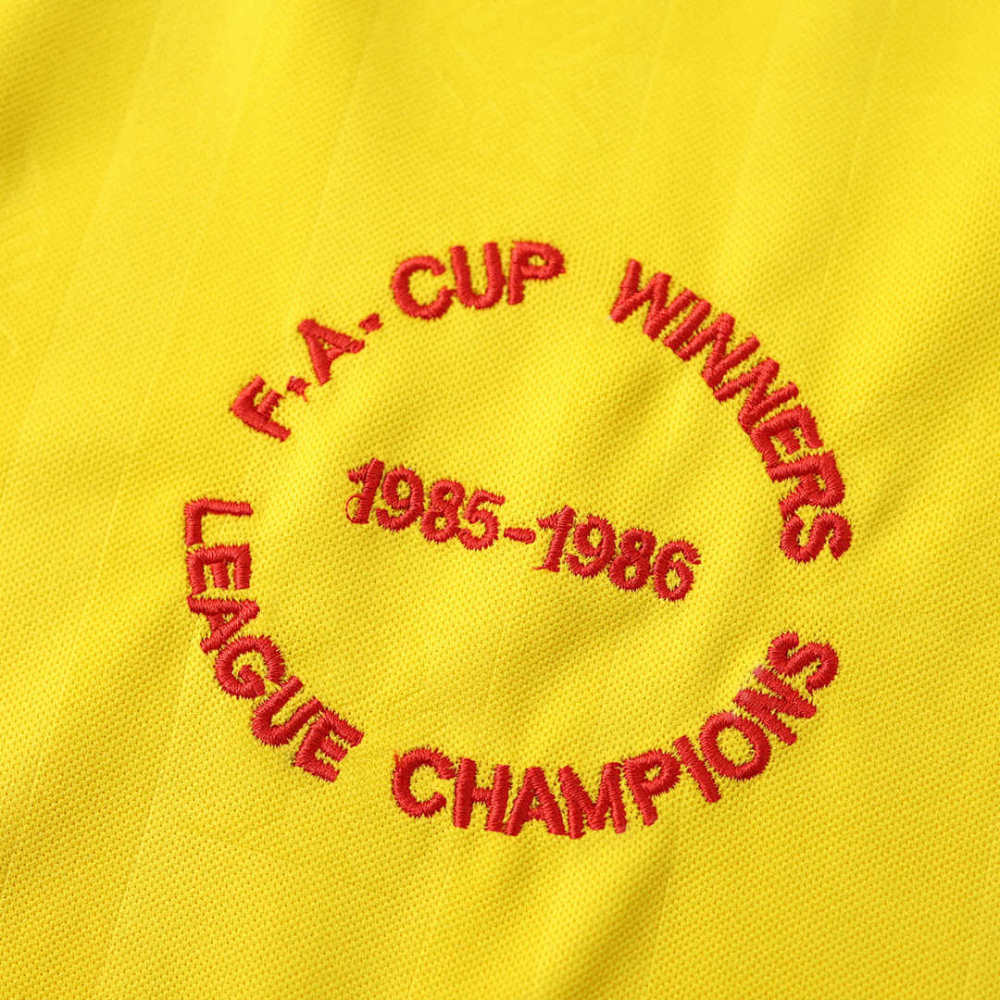 F.A. CUP WINNERS
1985-1986
LEAGUE CHAMPIONS